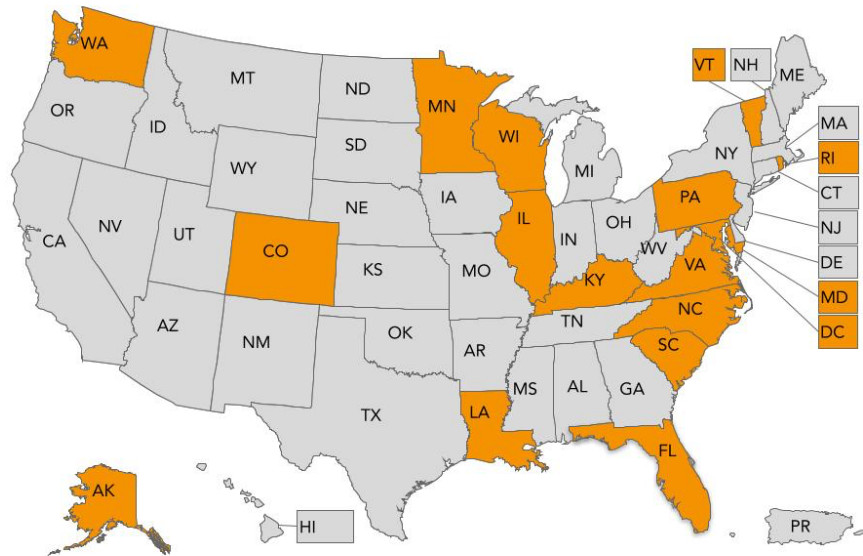 WA
VT
NH
ME
MT
ND
MN
OR
ID
WI
MA
SD
NY
RI
WY
MI
CT
IA
PA
NE
NV
OH
NJ
UT
IL
IN
CA
CO
WV
DE
VA
KS
MO
KY
MD
NC
AZ
OK
TN
DC
NM
SC
AR
MS
AL
GA
LA
TX
FL
AK
HI
PR